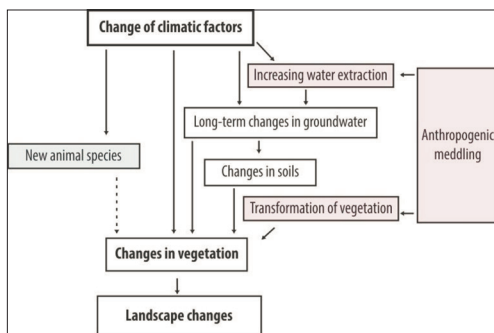 Change of climatic factors
Increasing water extraction
Long-term changes in groundwater
Anthropogenic
meddling
New animal species
Changes in soils
Transformation of vegetation
Changes in vegetation
Landscape changes